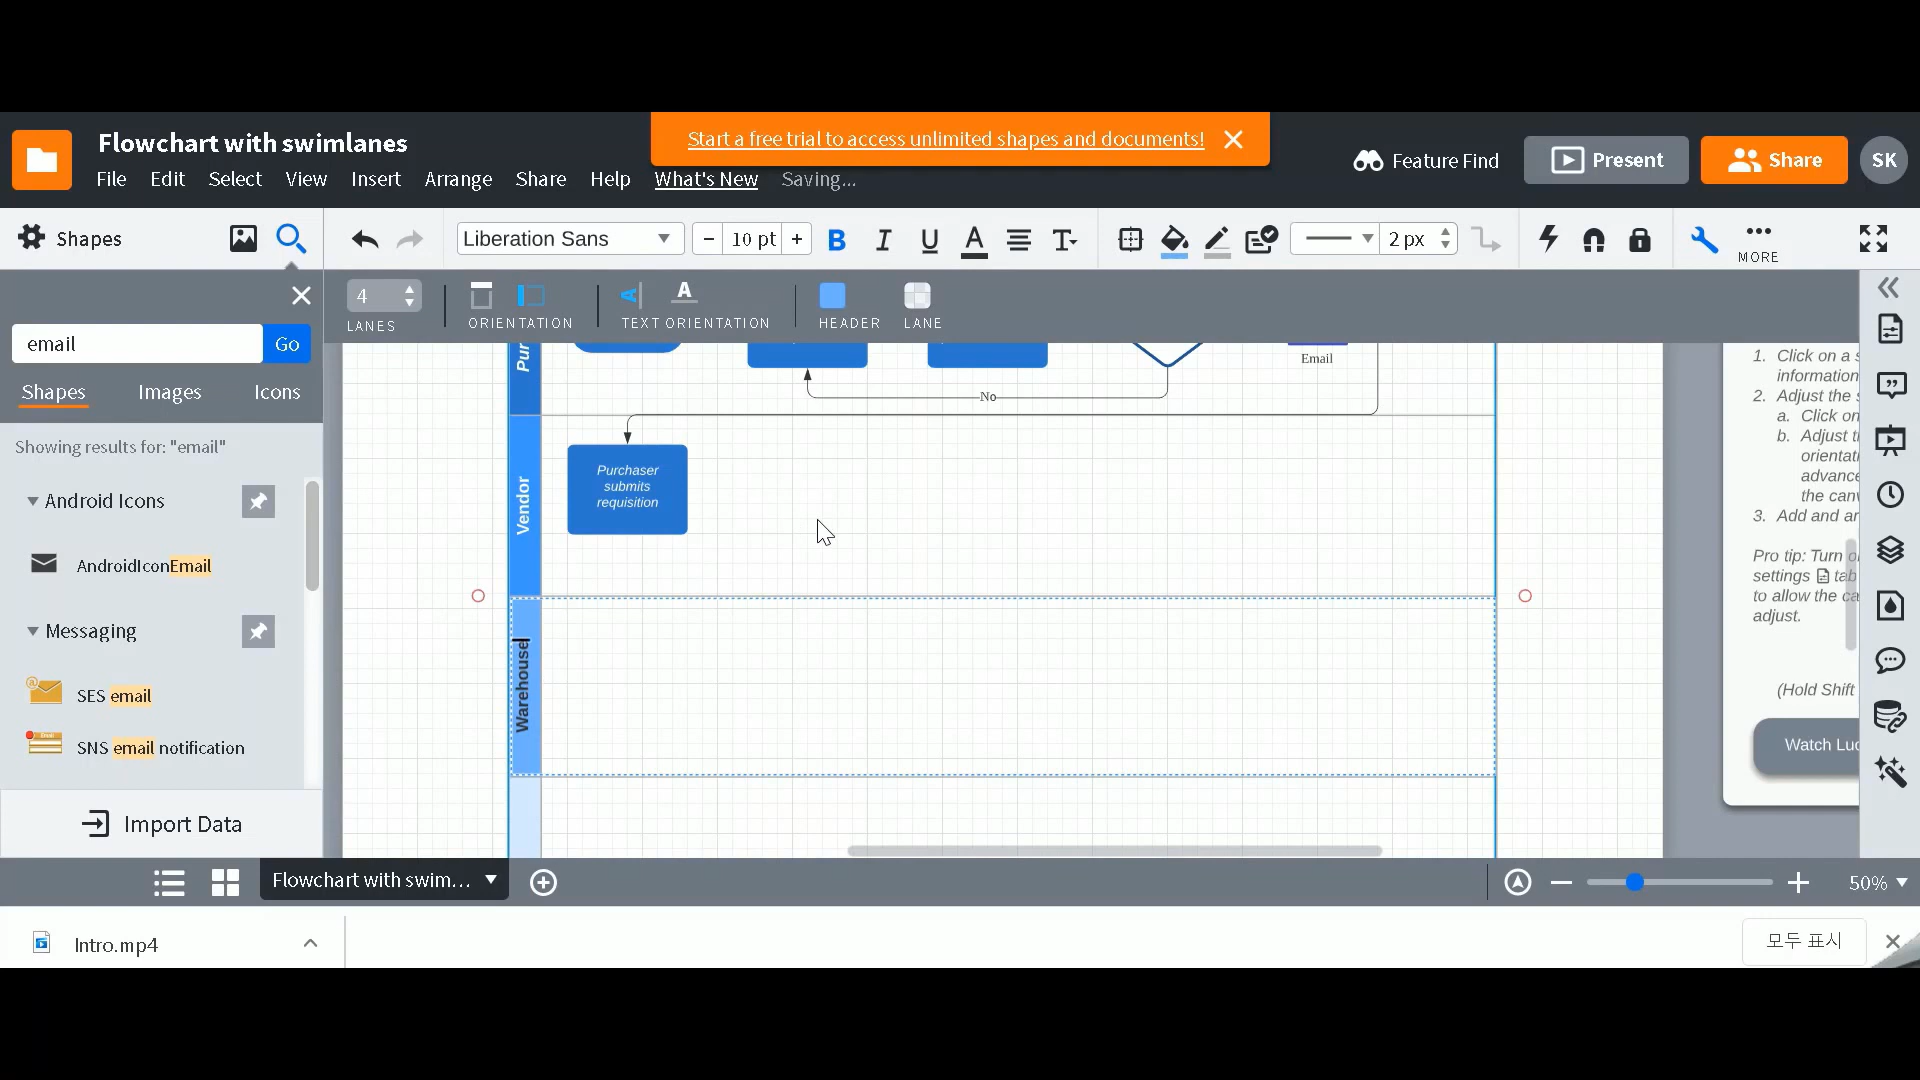 Flowchart with swimlanes
Start a free trial to access unlimited shapes and documents!
Feature Find
Present
Share
SK
File Edit Select View Insert Arrange Share Help What's New Saving...
Shapes
Liberation Sans
10 pt
B I U A T
2 px
MORE
4
LANES
ORIENTATION
A A
TEXT ORIENTATION
HEADER
LANE
email
Go
Shapes Images Icons
Showing results for: "email"
Android Icons
AndroidIconEmail
Messaging
SES email
SNS email notification
Import Data
Pur
Email
No
Vendor
Purchaser
submits
requisition
Warehouse
1. Click on a s
information
2. Adjust the s
a. Click on
b. Adjust t
orientati
advance
the canv
3. Add and ar
Pro tip: Turn o
settings tab
to allow the ca
adjust.
(Hold Shift
Watch Luc
Flowchart with swim...
50%
Intro.mp4
모두 표시